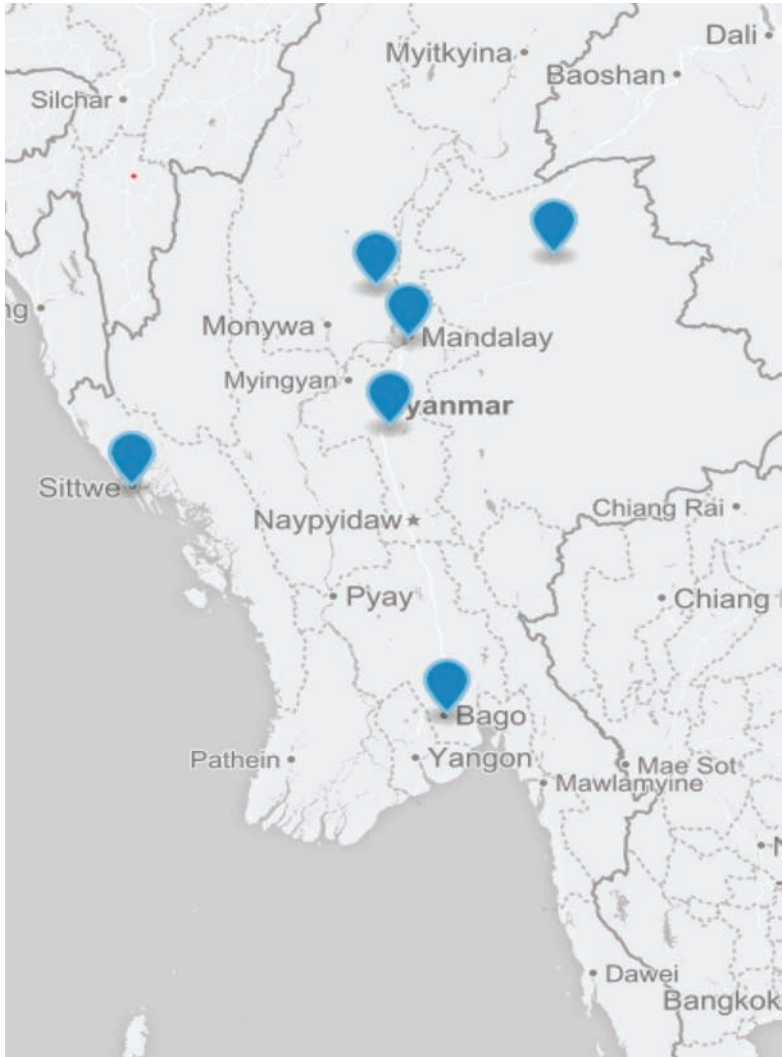 Dali
Myitkyina
Baoshan
Silchar
ng
Monywa
Mandalay
Myingyan
yanmar
Sittwe
Chiang Rai
Naypyidaw
Pyay
Chiang
Bago
Pathein
Yangon
Mae Sot
Mawlamyine
Dawei
Bangkok